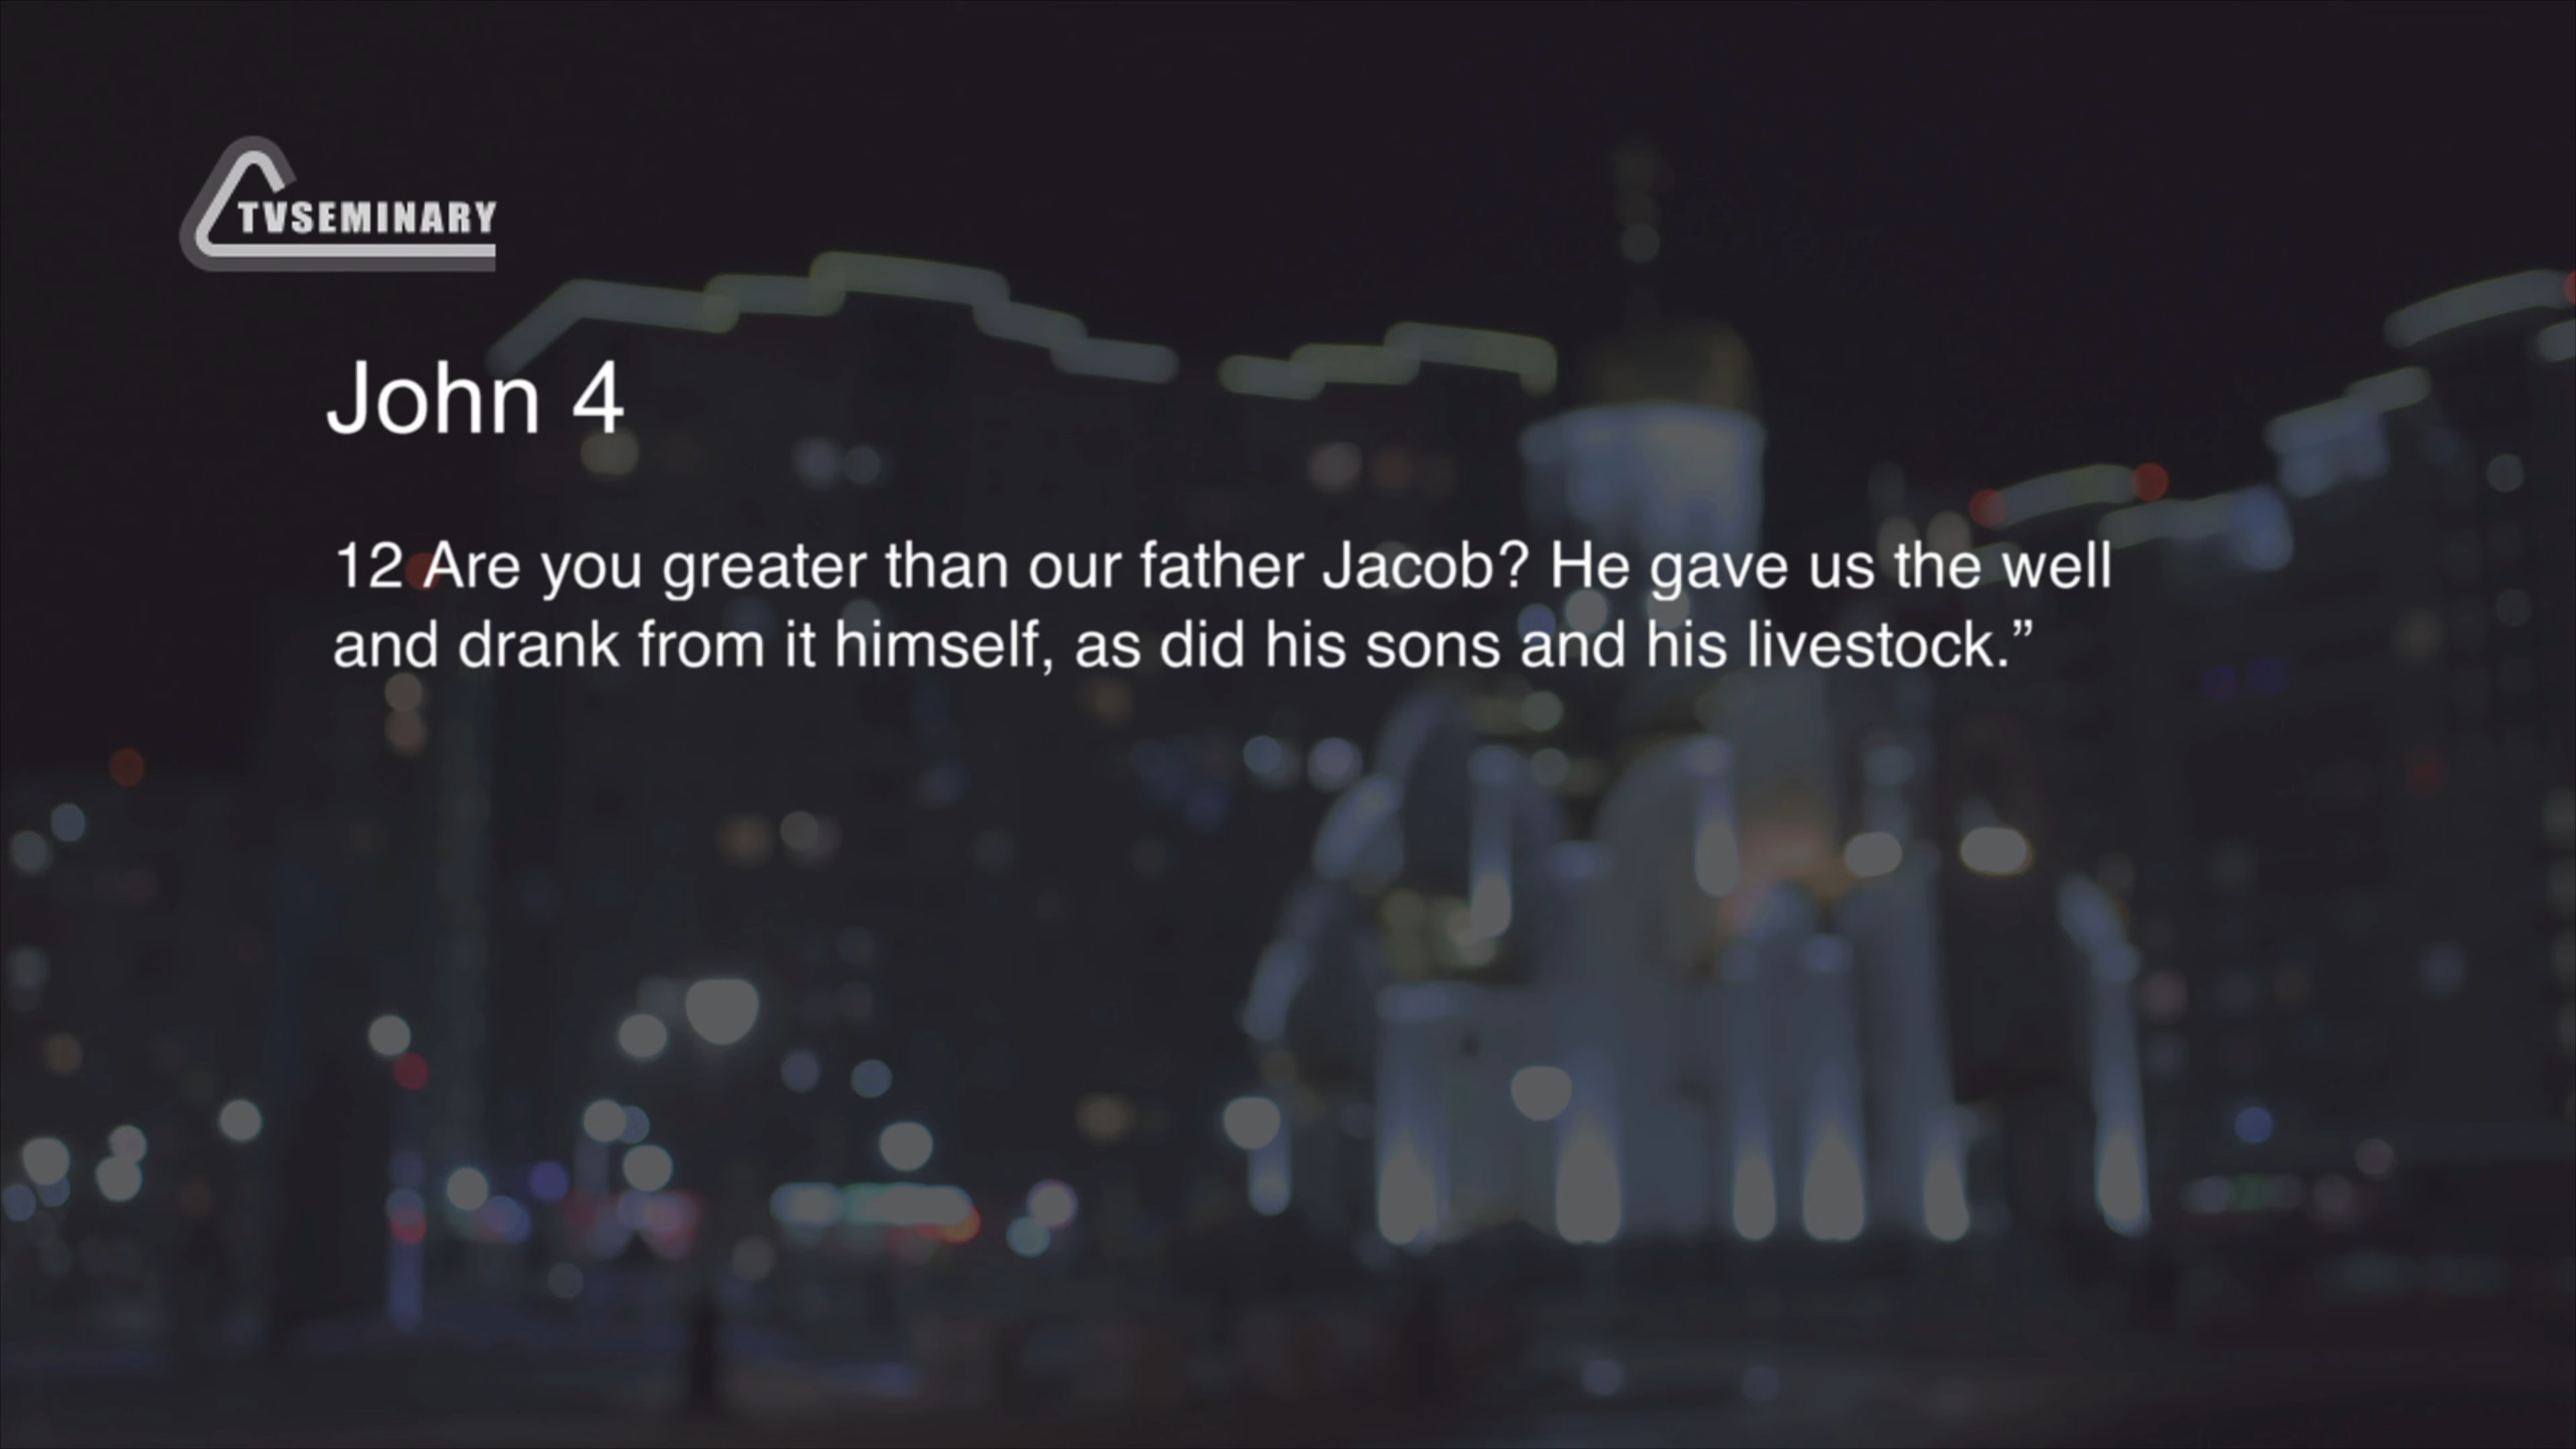 TVSEMINARY
John 4
12 Are you greater than our father Jacob? He gave us the well
and drank from it himself, as did his sons and his livestock.”